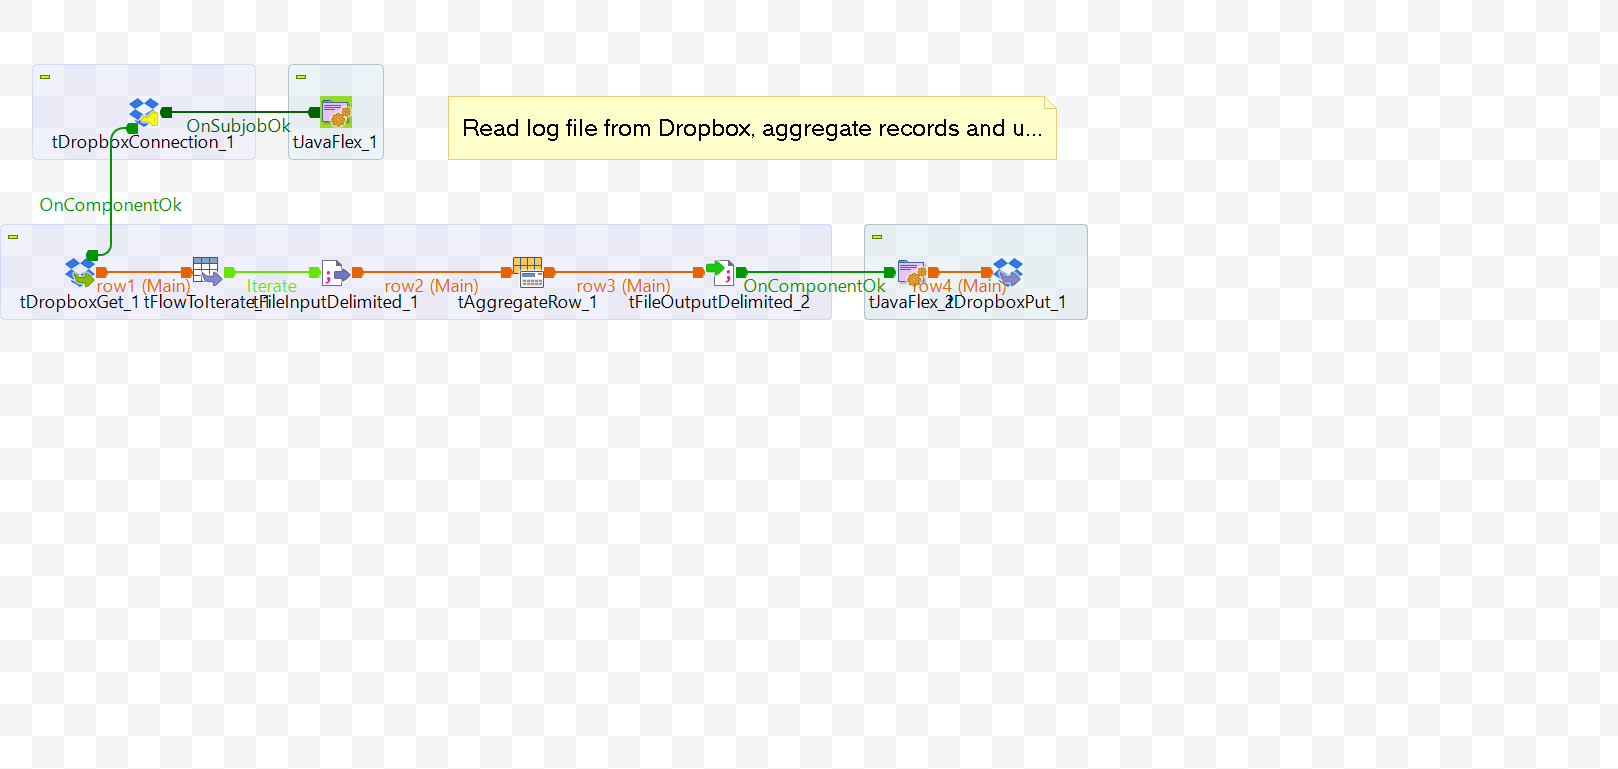 OnSubjobOk
tDropboxConnection_1
tJavaFlex_1
Read log file from Dropbox, aggregate records and u...
OnComponentOk
row1 (Main)
Iterate
row2 (Main)
row3 (Main)
OnComponentOk
row4 (Main)
tDropboxGet_1
tFlowToIterate_1
tFileInputDelimited_1
tAggregateRow_1
tFileOutputDelimited_2
tJavaFlex_2
tDropboxPut_1